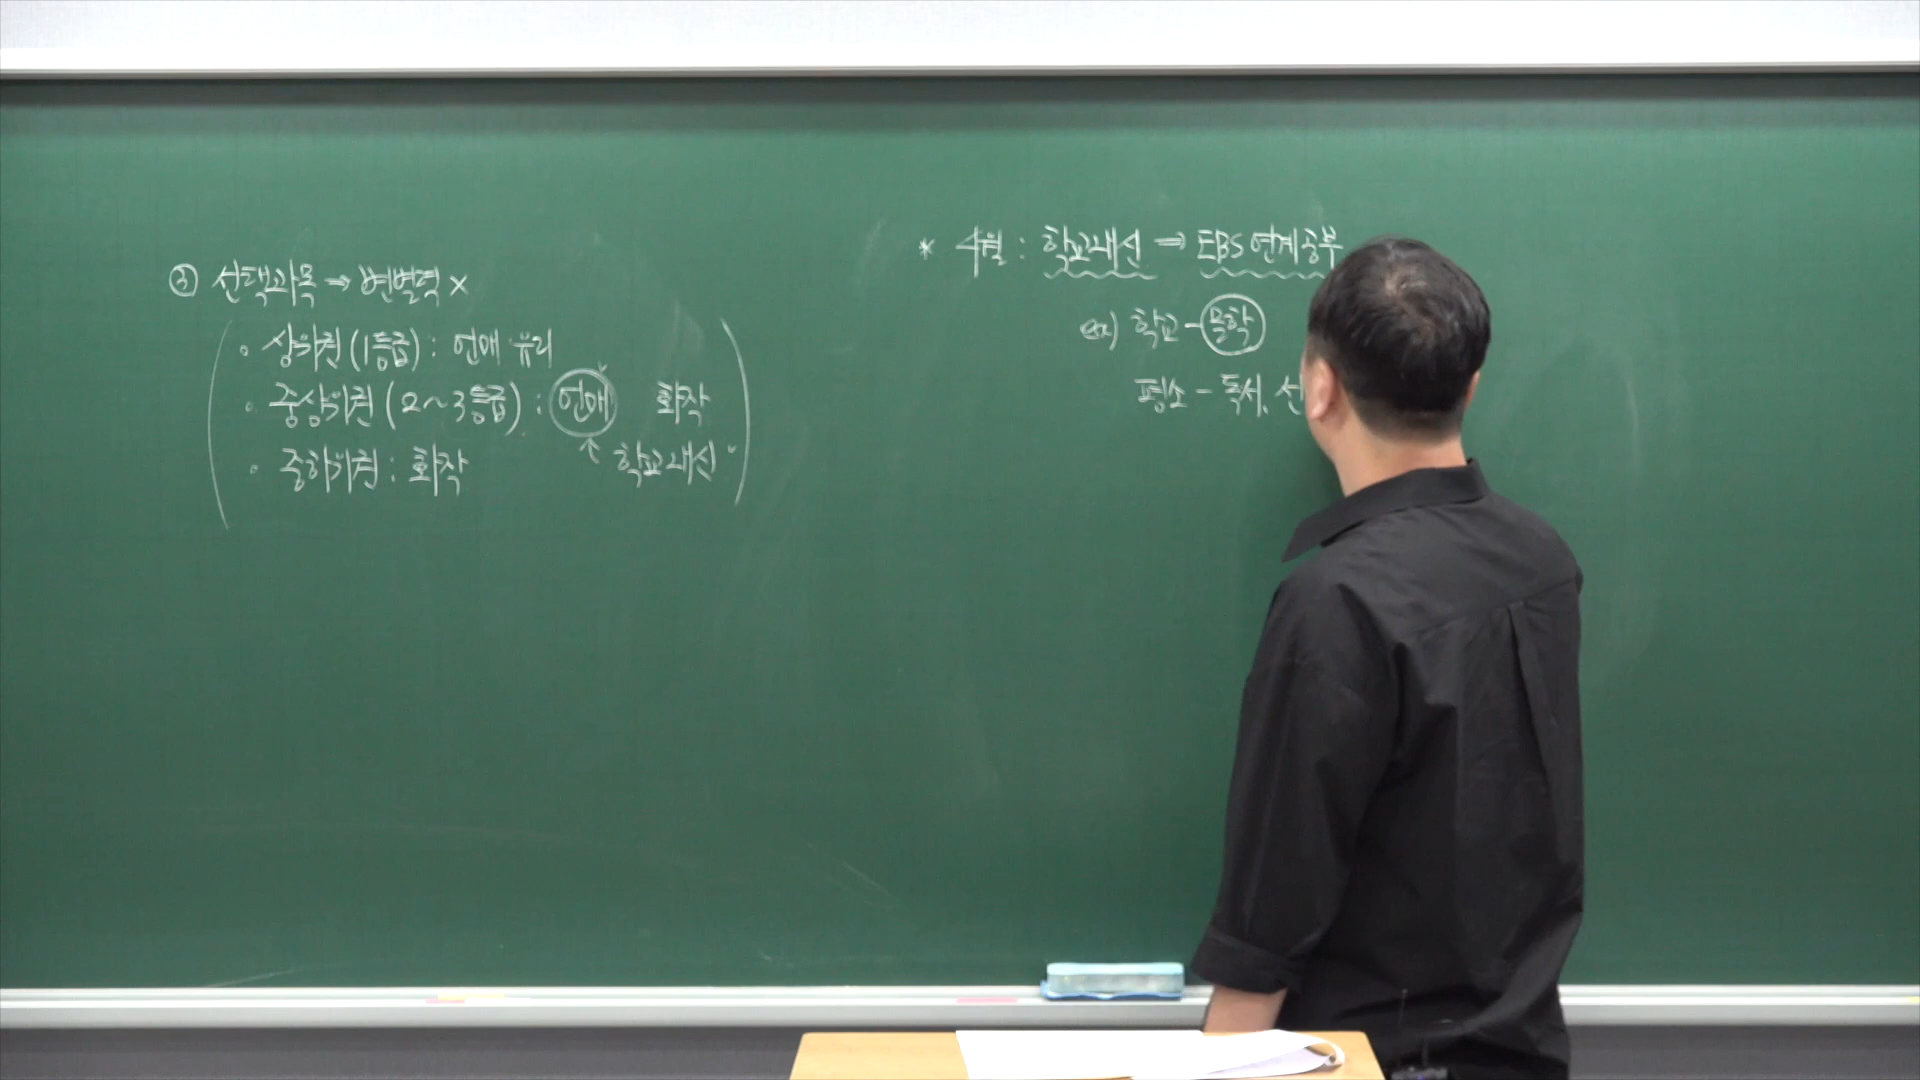 ③ 선택과목 → 변별력 ×
• 상위권 (1등급) : 언매 유리
• 중상위권 (2~3등급) : 언매 화작
학교내신
• 중하위권 : 화작
* 4월 : 학교내신 ⇒ EBS 연계공부
ex) 학교 - 문학
평소 - 독서, 선